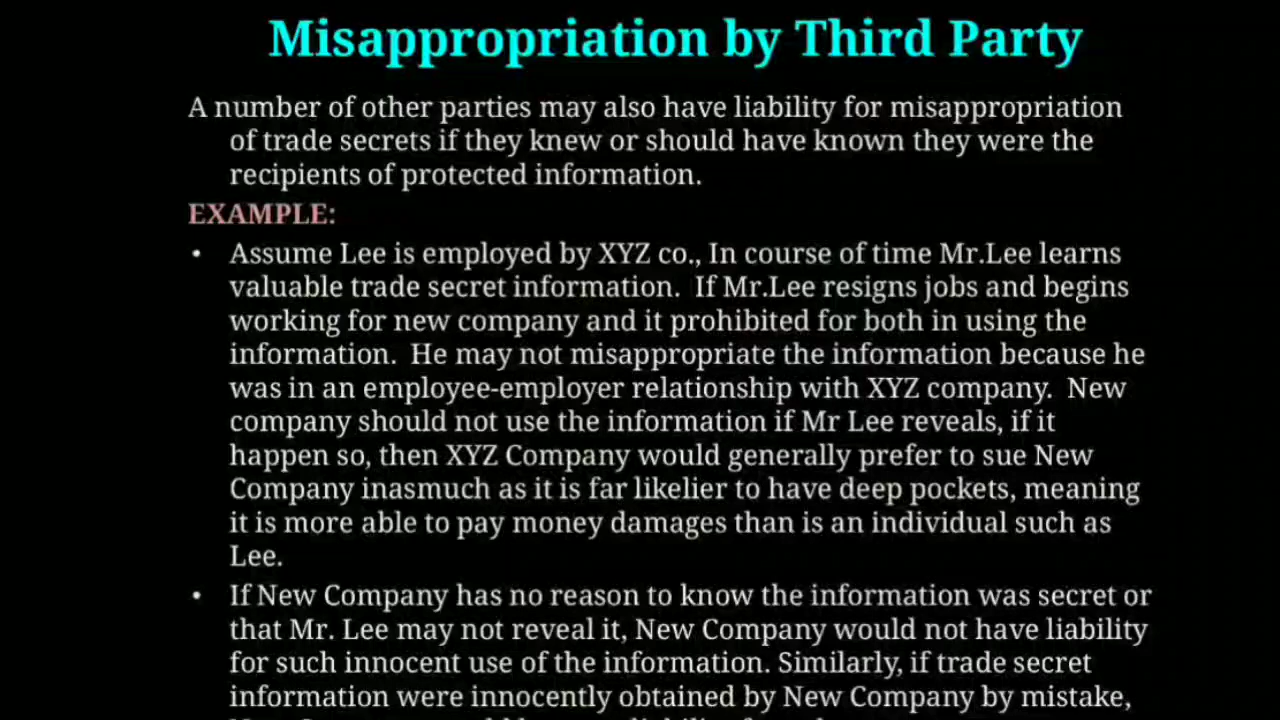 Misappropriation by Third Party
A number of other parties may also have liability for misappropriation
of trade secrets if they knew or should have known they were the
recipients of protected information.
EXAMPLE:
• Assume Lee is employed by XYZ co., In course of time Mr.Lee learns
valuable trade secret information.  If Mr.Lee resigns jobs and begins
working for new company and it prohibited for both in using the
information.  He may not misappropriate the information because he
was in an employee-employer relationship with XYZ company.  New
company should not use the information if Mr Lee reveals, if it
happen so, then XYZ Company would generally prefer to sue New
Company inasmuch as it is far likelier to have deep pockets, meaning
it is more able to pay money damages than is an individual such as
Lee.
• If New Company has no reason to know the information was secret or
that Mr. Lee may not reveal it, New Company would not have liability
for such innocent use of the information. Similarly, if trade secret
information were innocently obtained by New Company by mistake,